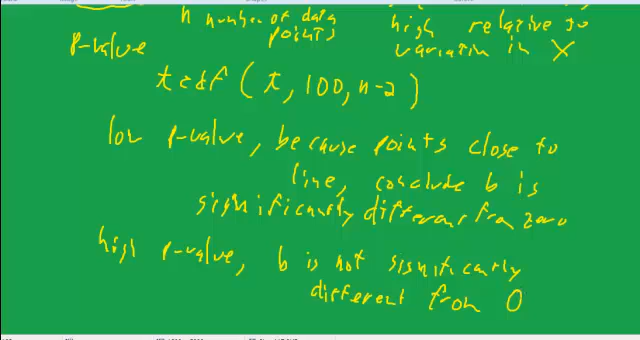 n number of data points
high relative to variation in X
p-value
tcdf ( t, 100, n-2 )
low p-value, because points close to
line, conclude b is
significantly different from zero
high p-value, b is not significantly
different from 0